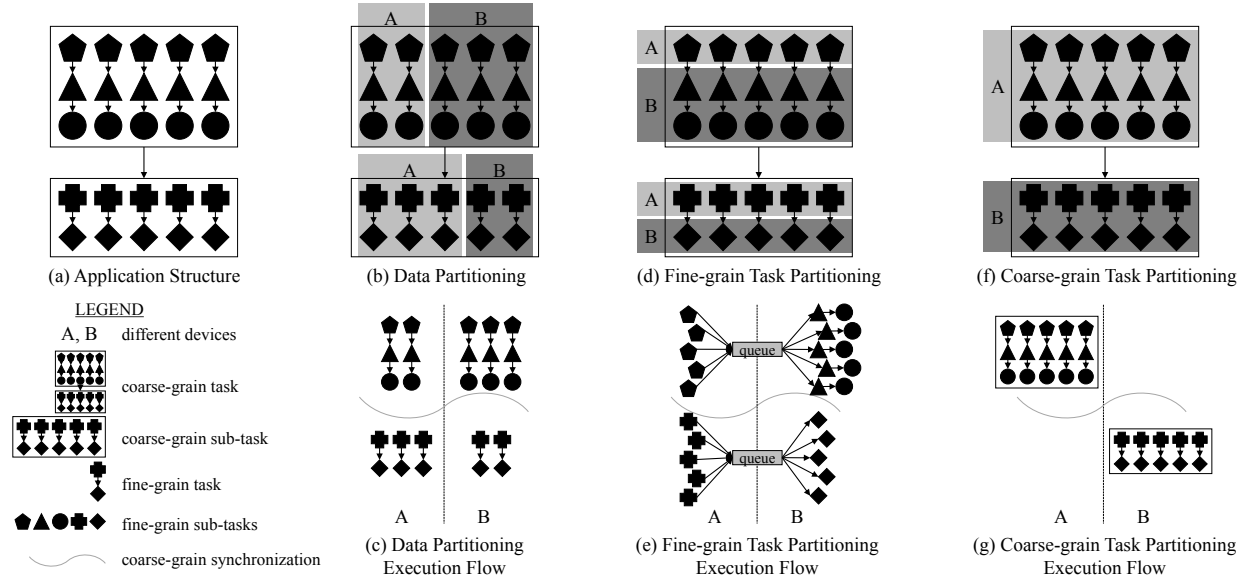 A
B
A
B
A
B
A
B
A
B
A
B
(a) Application Structure
(b) Data Partitioning
(d) Fine-grain Task Partitioning
(f) Coarse-grain Task Partitioning
LEGEND
A, B
different devices
coarse-grain task
coarse-grain sub-task
fine-grain task
fine-grain sub-tasks
coarse-grain synchronization
A
B
(c) Data Partitioning
Execution Flow
queue
queue
A
B
(e) Fine-grain Task Partitioning
Execution Flow
A
B
(g) Coarse-grain Task Partitioning
Execution Flow